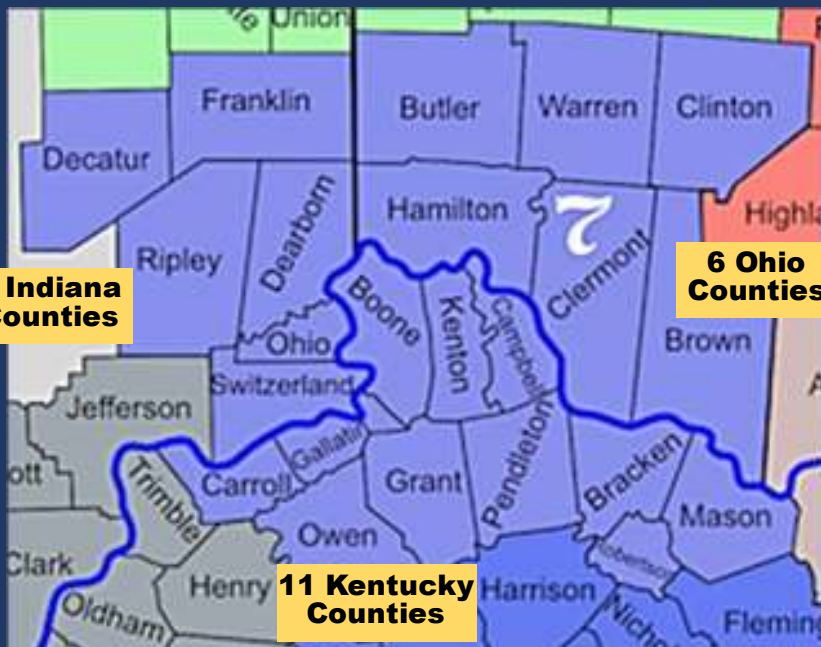 Union
Franklin
Butler
Warren
Clinton
Decatur
Dearborn
Hamilton
7
Ripley
Clermont
Indiana
Counties
6 Ohio
Counties
Boone
Kenton
Campbell
Ohio
Brown
Switzerland
Jefferson
Gallatin
Carroll
Grant
Pendleton
Bracken
Mason
Trimble
Owen
Robertson
Clark
Henry
11 Kentucky
Counties
Harrison
Oldham
Fleming